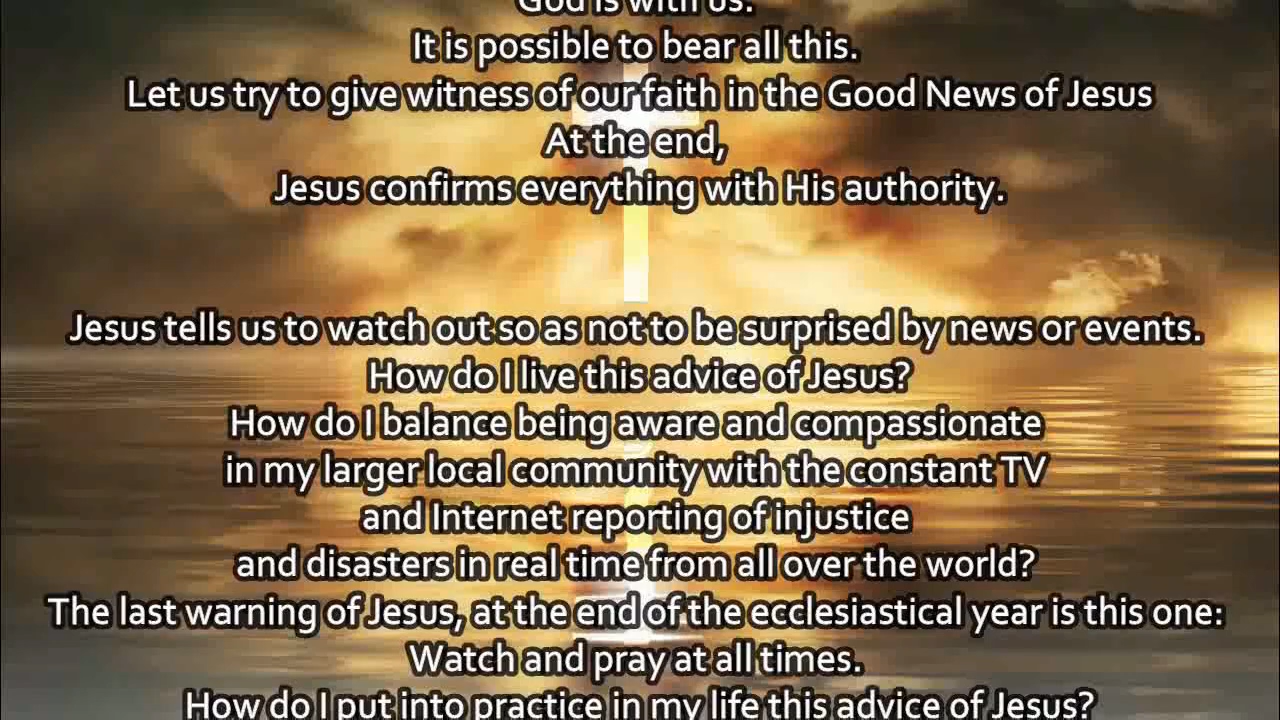 God is with us.
It is possible to bear all this.
Let us try to give witness of our faith in the Good News of Jesus
At the end,
Jesus confirms everything with His authority.
Jesus tells us to watch out so as not to be surprised by news or events.
How do I live this advice of Jesus?
How do I balance being aware and compassionate
in my larger local community with the constant TV
and Internet reporting of injustice
and disasters in real time from all over the world?
The last warning of Jesus, at the end of the ecclesiastical year is this one:
Watch and pray at all times.
How do I put into practice in my life this advice of Jesus?